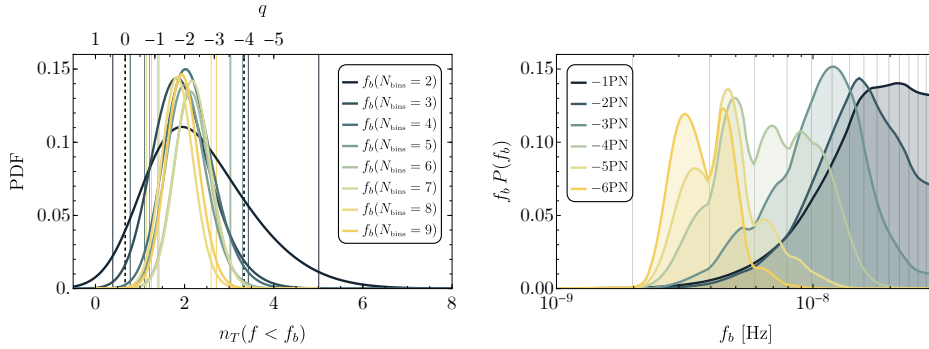 q
1 0 −1 −2 −3 −4 −5
PDF
0.15
0.1
0.05
0.
f_b(N_bins = 2)
f_b(N_bins = 3)
f_b(N_bins = 4)
f_b(N_bins = 5)
f_b(N_bins = 6)
f_b(N_bins = 7)
f_b(N_bins = 8)
f_b(N_bins = 9)
0 2 4 6 8
n_T(f < f_b)
f_b P(f_b)
0.15
0.10
0.05
0.00
−1PN
−2PN
−3PN
−4PN
−5PN
−6PN
10^−9 10^−8
f_b [Hz]